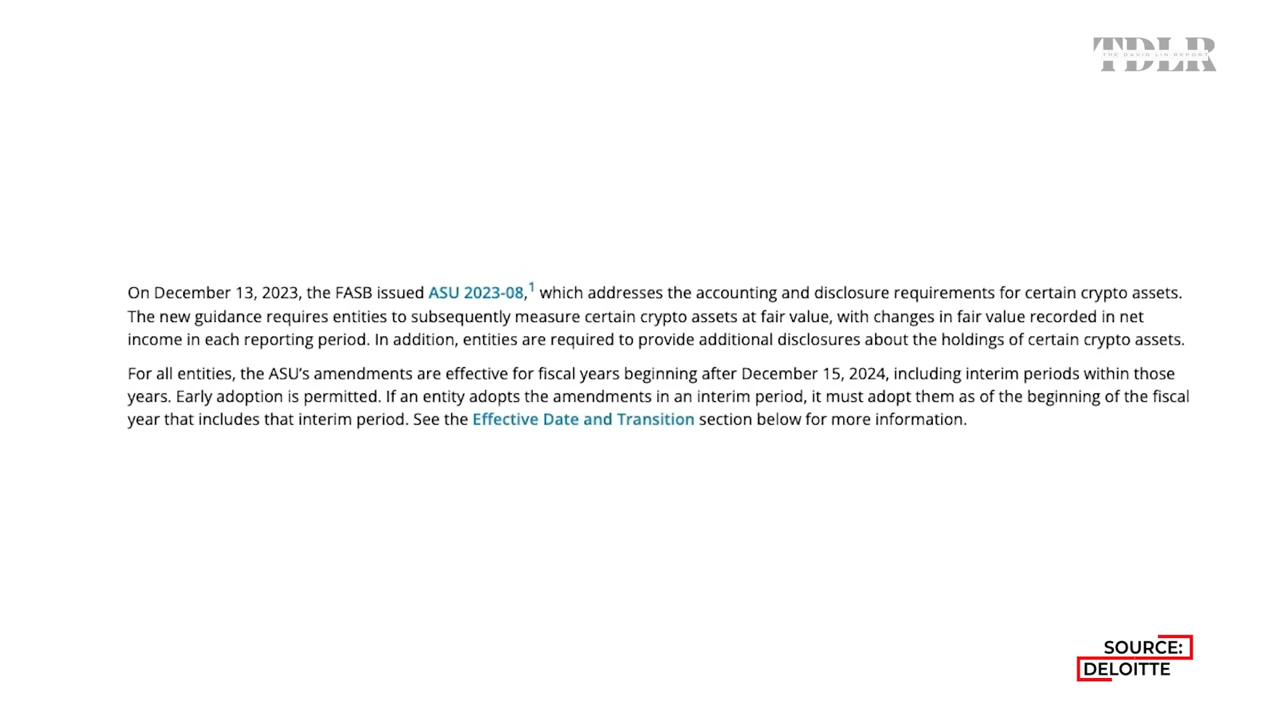 TDLR
THE DAVID LIN REPORT
On December 13, 2023, the FASB issued ASU 2023-08,¹ which addresses the accounting and disclosure requirements for certain crypto assets.
The new guidance requires entities to subsequently measure certain crypto assets at fair value, with changes in fair value recorded in net
income in each reporting period. In addition, entities are required to provide additional disclosures about the holdings of certain crypto assets.
For all entities, the ASU's amendments are effective for fiscal years beginning after December 15, 2024, including interim periods within those
years. Early adoption is permitted. If an entity adopts the amendments in an interim period, it must adopt them as of the beginning of the fiscal
year that includes that interim period. See the Effective Date and Transition section below for more information.
SOURCE:
DELOITTE